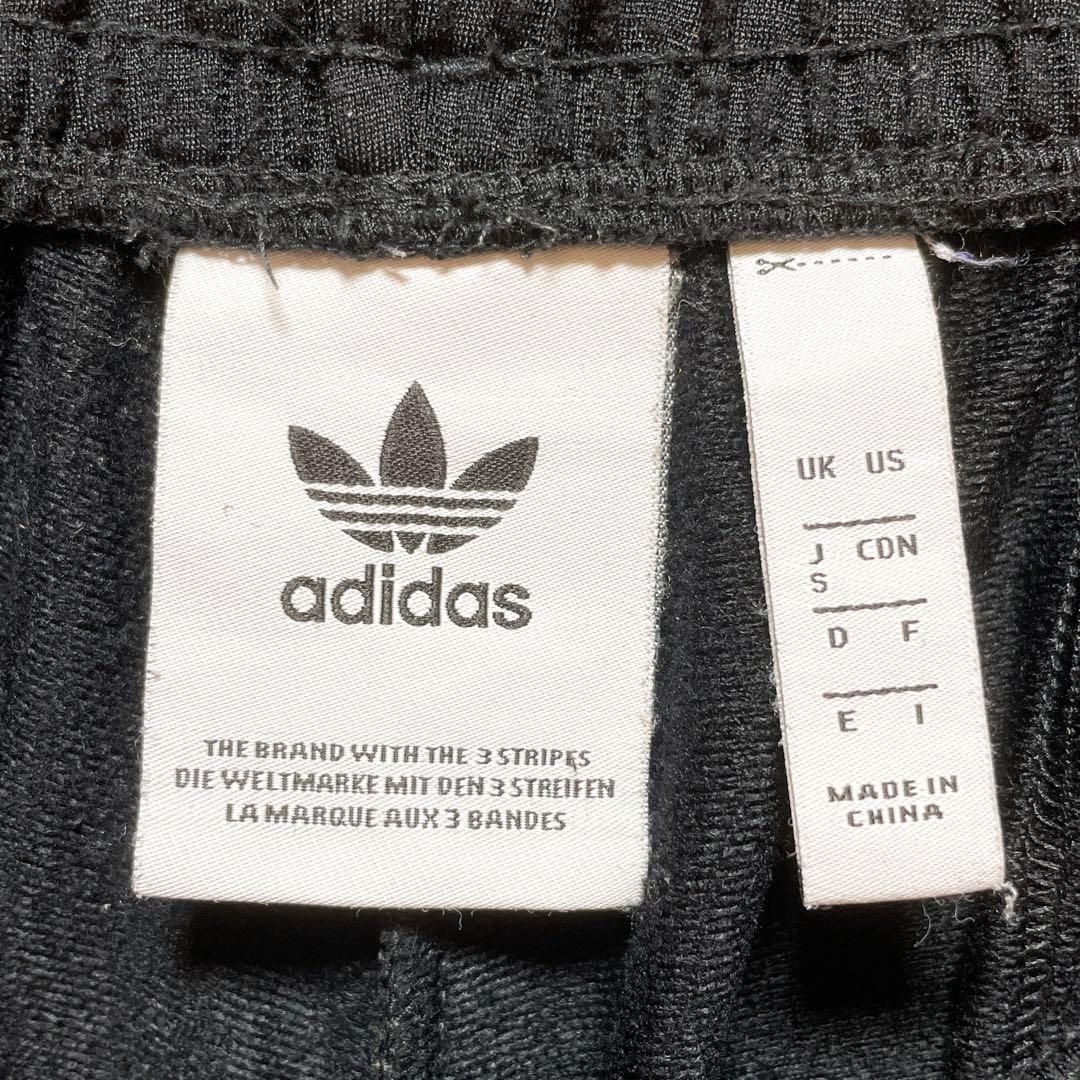 adidas
THE BRAND WITH THE 3 STRIPES
DIE WELTMARKE MIT DEN 3 STREIFEN
LA MARQUE AUX 3 BANDES
UK US
J CDN
S
D F
E I
MADE IN
CHINA